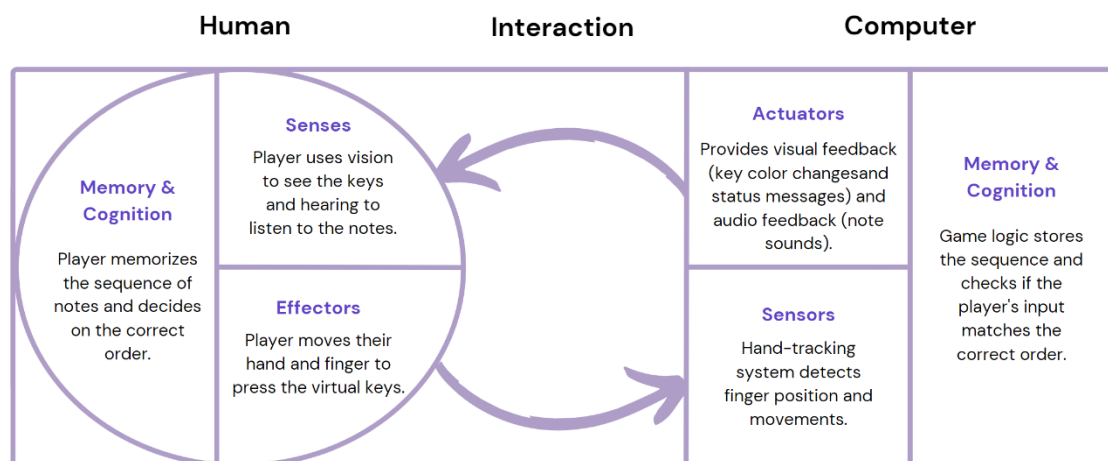 Human
Interaction
Computer
Memory &
Cognition
Player memorizes
the sequence of
notes and decides
on the correct
order.
Senses
Player uses vision
to see the keys
and hearing to
listen to the notes.
Effectors
Player moves their
hand and finger to
press the virtual keys.
Actuators
Provides visual feedback
(key color changesand
status messages) and
audio feedback (note
sounds).
Sensors
Hand-tracking
system detects
finger position and
movements.
Memory &
Cognition
Game logic stores
the sequence and
checks if the
player's input
matches the
correct order.